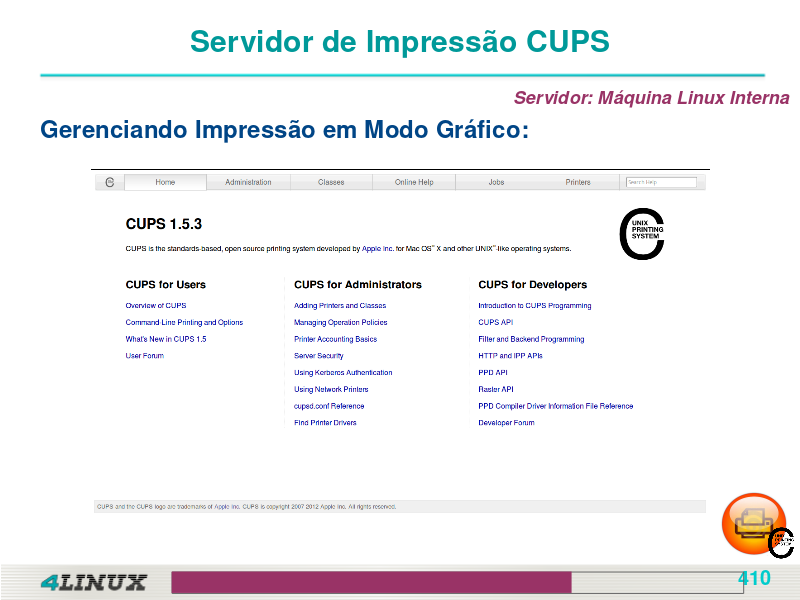 Servidor de Impressão CUPS
Servidor: Máquina Linux Interna
Gerenciando Impressão em Modo Gráfico:
Home Administration Classes Online Help Jobs Printers Search Help
CUPS 1.5.3
UNIX
PRINTING
SYSTEM
CUPS is the standards-based, open source printing system developed by Apple Inc. for Mac OS® X and other UNIX®-like operating systems.
CUPS for Users
Overview of CUPS
Command-Line Printing and Options
What's New in CUPS 1.5
User Forum
CUPS for Administrators
Adding Printers and Classes
Managing Operation Policies
Printer Accounting Basics
Server Security
Using Kerberos Authentication
Using Network Printers
cupsd.conf Reference
Find Printer Drivers
CUPS for Developers
Introduction to CUPS Programming
CUPS API
Filter and Backend Programming
HTTP and IPP APIs
PPD API
Raster API
PPD Compiler Driver Information File Reference
Developer Forum
CUPS and the CUPS logo are trademarks of Apple Inc. CUPS is copyright 2007-2012 Apple Inc. All rights reserved.
UNIX
PRINTING
SYSTEM
4LINUX
410